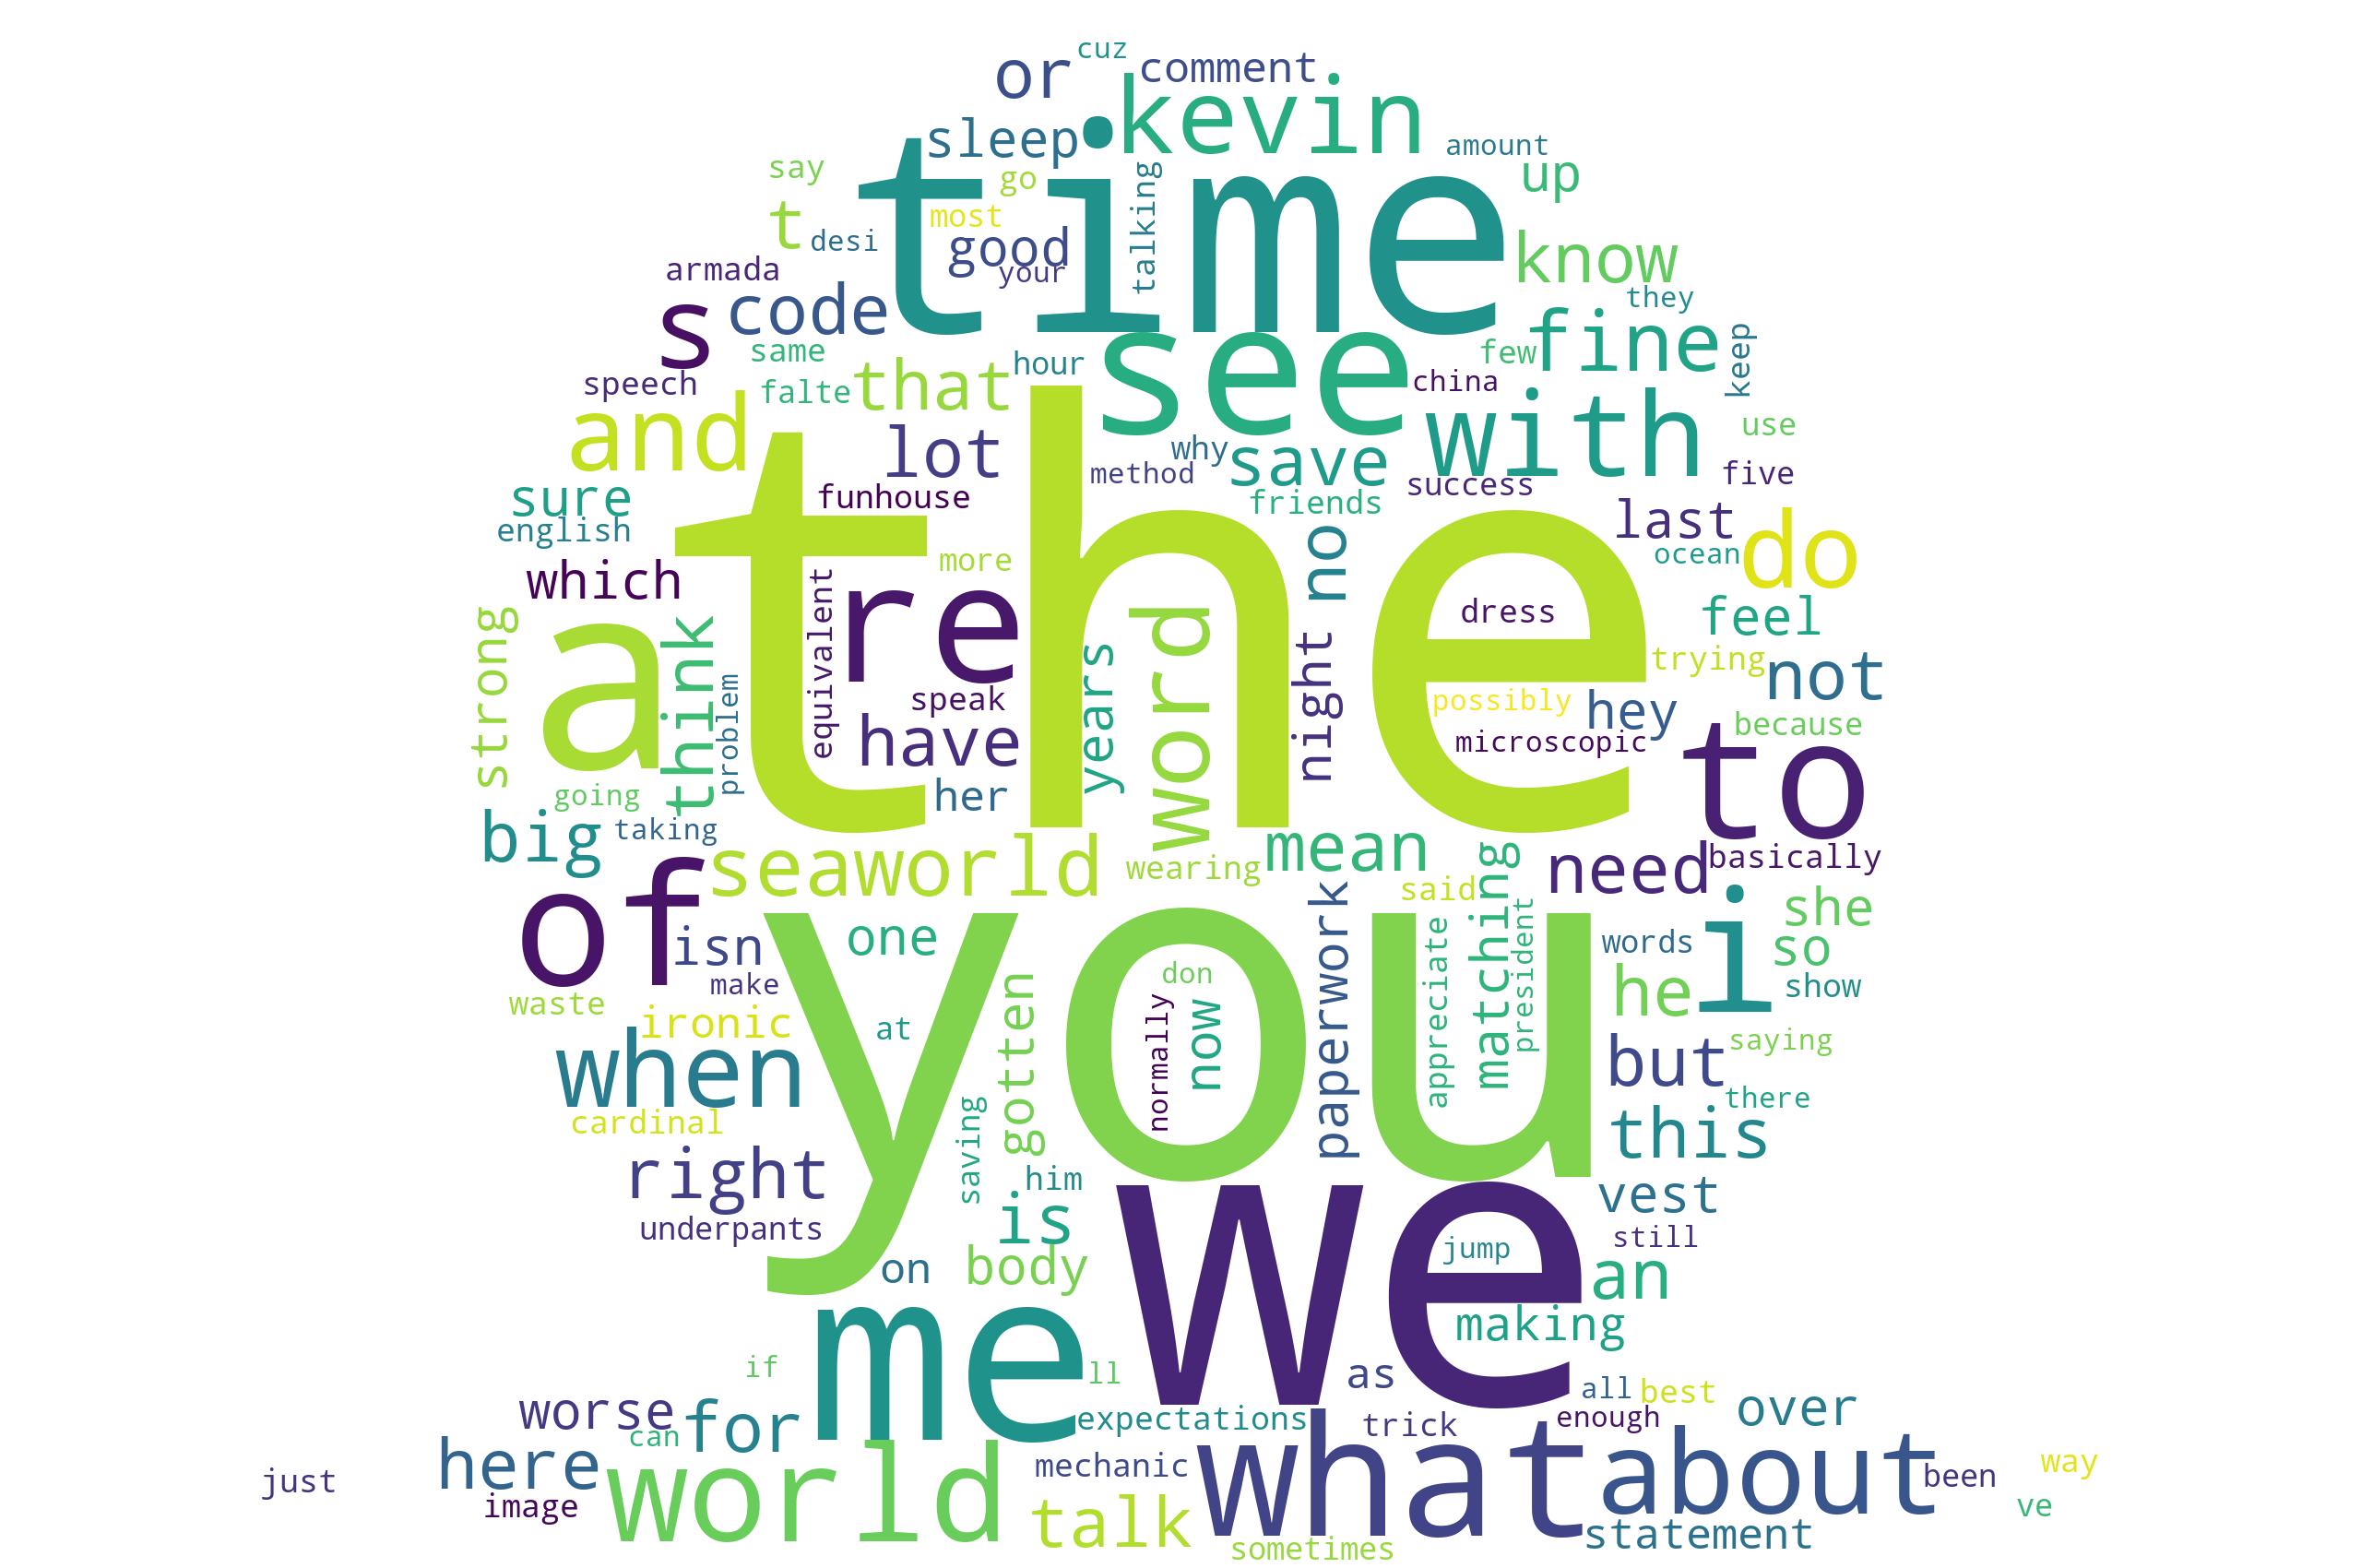 cuz
or
comment
kevin
time
sleep
amount
say
go
talking
up
t
most
desi
good
your
know
armada
code
s
they
see
fine
same
that
hour
few
keep
speech
falte
china
and
with
lot
why
save
use
method
funhouse
success
five
sure
friends
english
last
the
no
do
which
more
ocean
re
a
equivalent
word
dress
strong
think
feel
years
night
trying
not
problem
speak
possibly
hey
have
because
microscopic
to
going
her
big
taking
mean
seaworld
wearing
need
basically
matching
of
said
i
she
isn
one
you
paperwork
appreciate
president
words
so
make
don
he
show
waste
gotten
normally
now
ironic
at
when
but
saying
cardinal
saving
there
this
right
him
is
vest
underpants
we
still
on
body
jump
an
me
making
if
ll
as
all
best
worse
for
expectations
trick
enough
over
can
here
world
what
about
mechanic
way
just
been
image
talk
ve
statement
sometimes